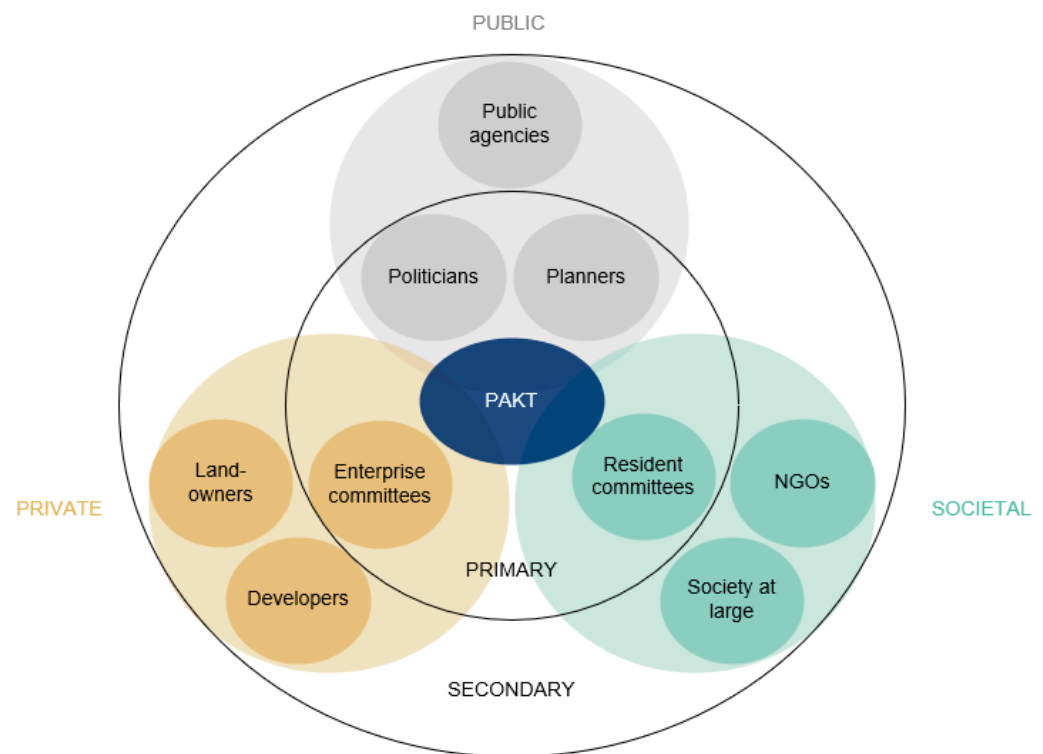 PUBLIC
Public
agencies
Politicians
Planners
PAKT
Land-
owners
Enterprise
committees
Resident
committees
NGOs
PRIVATE
SOCIETAL
PRIMARY
Developers
Society at
large
SECONDARY